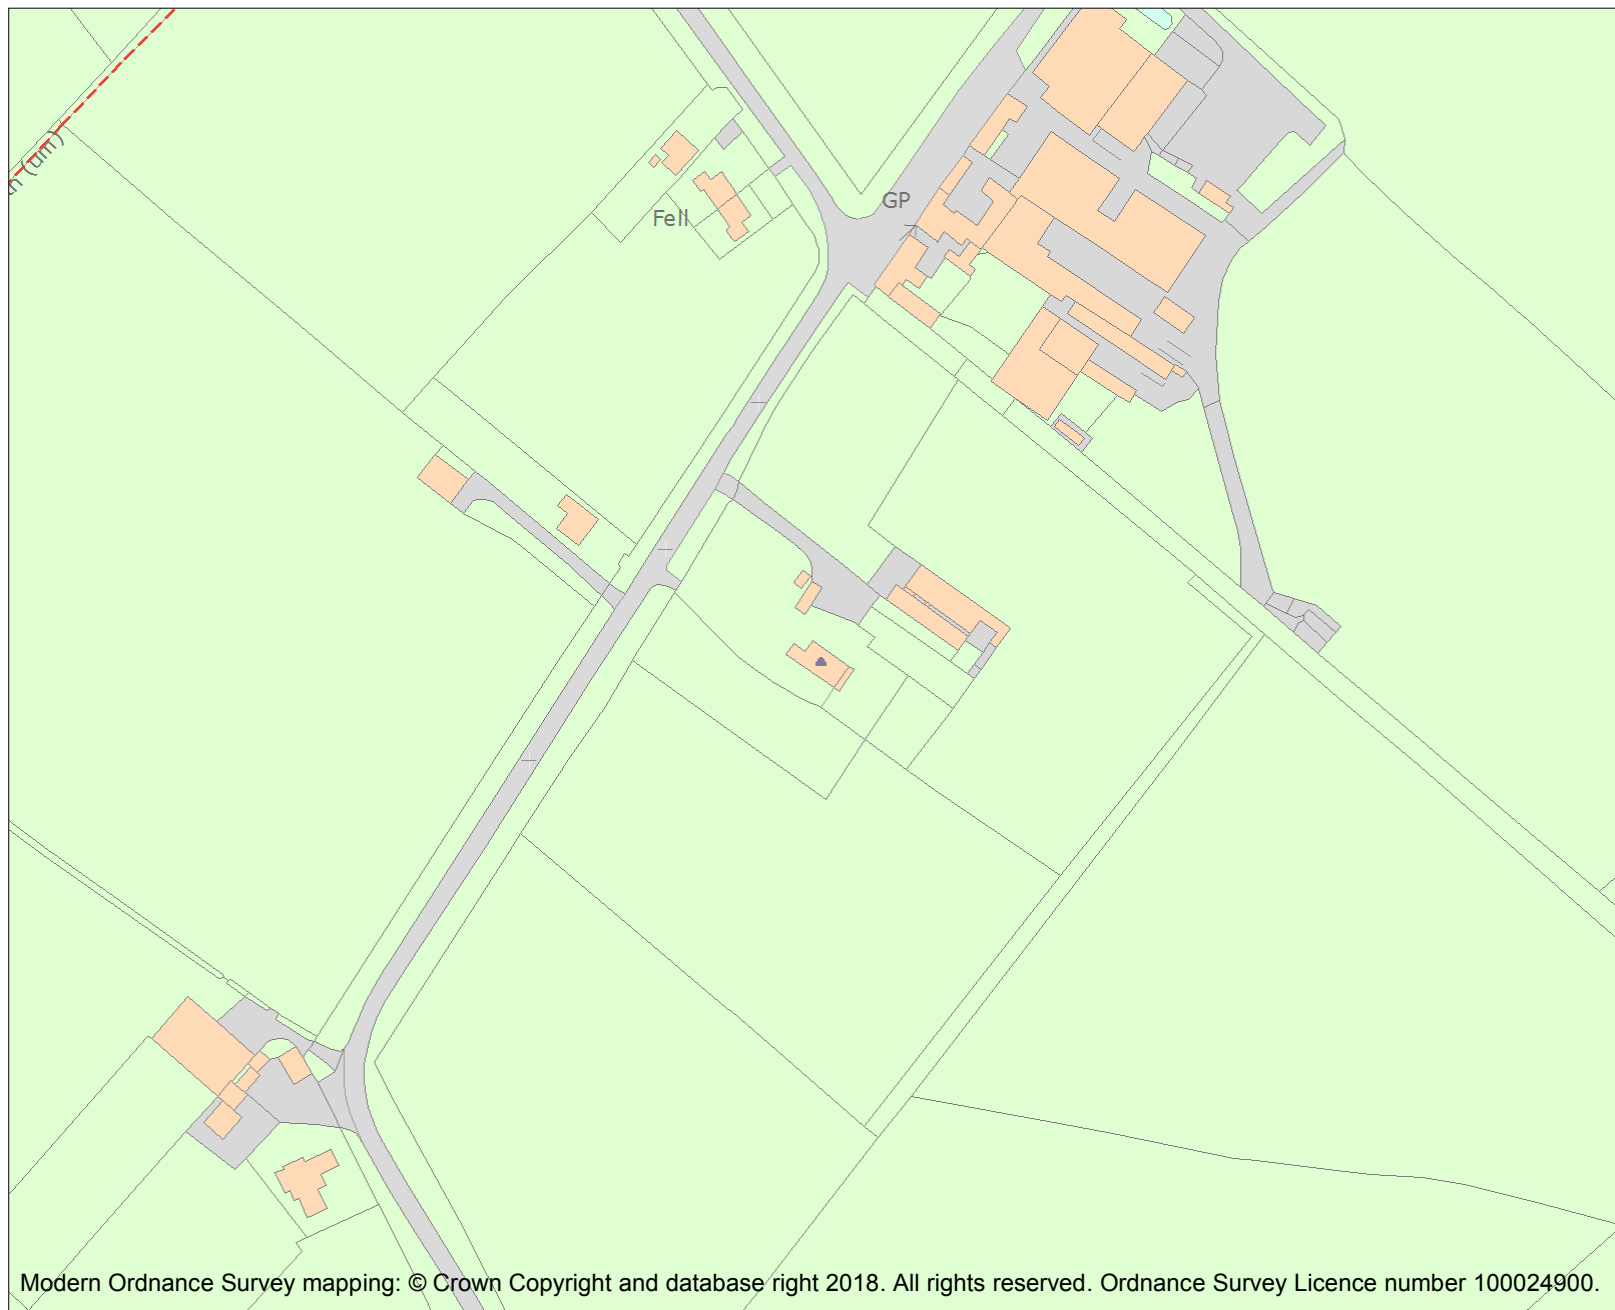 (um)
GP
Fell
Modern Ordnance Survey mapping: © Crown Copyright and database right 2018. All rights reserved. Ordnance Survey Licence number 100024900.